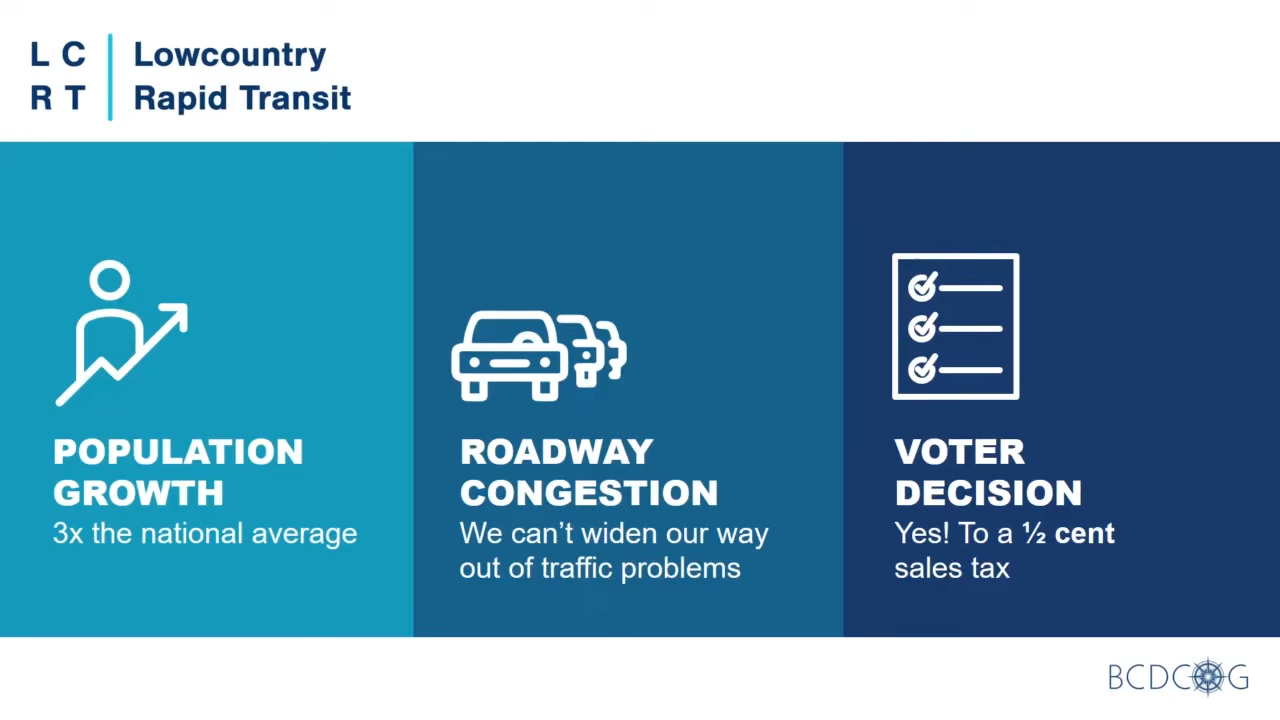 L C
R T
Lowcountry
Rapid Transit
POPULATION
GROWTH
3x the national average
ROADWAY
CONGESTION
We can’t widen our way
out of traffic problems
VOTER
DECISION
Yes! To a ½ cent
sales tax
BCDCOG